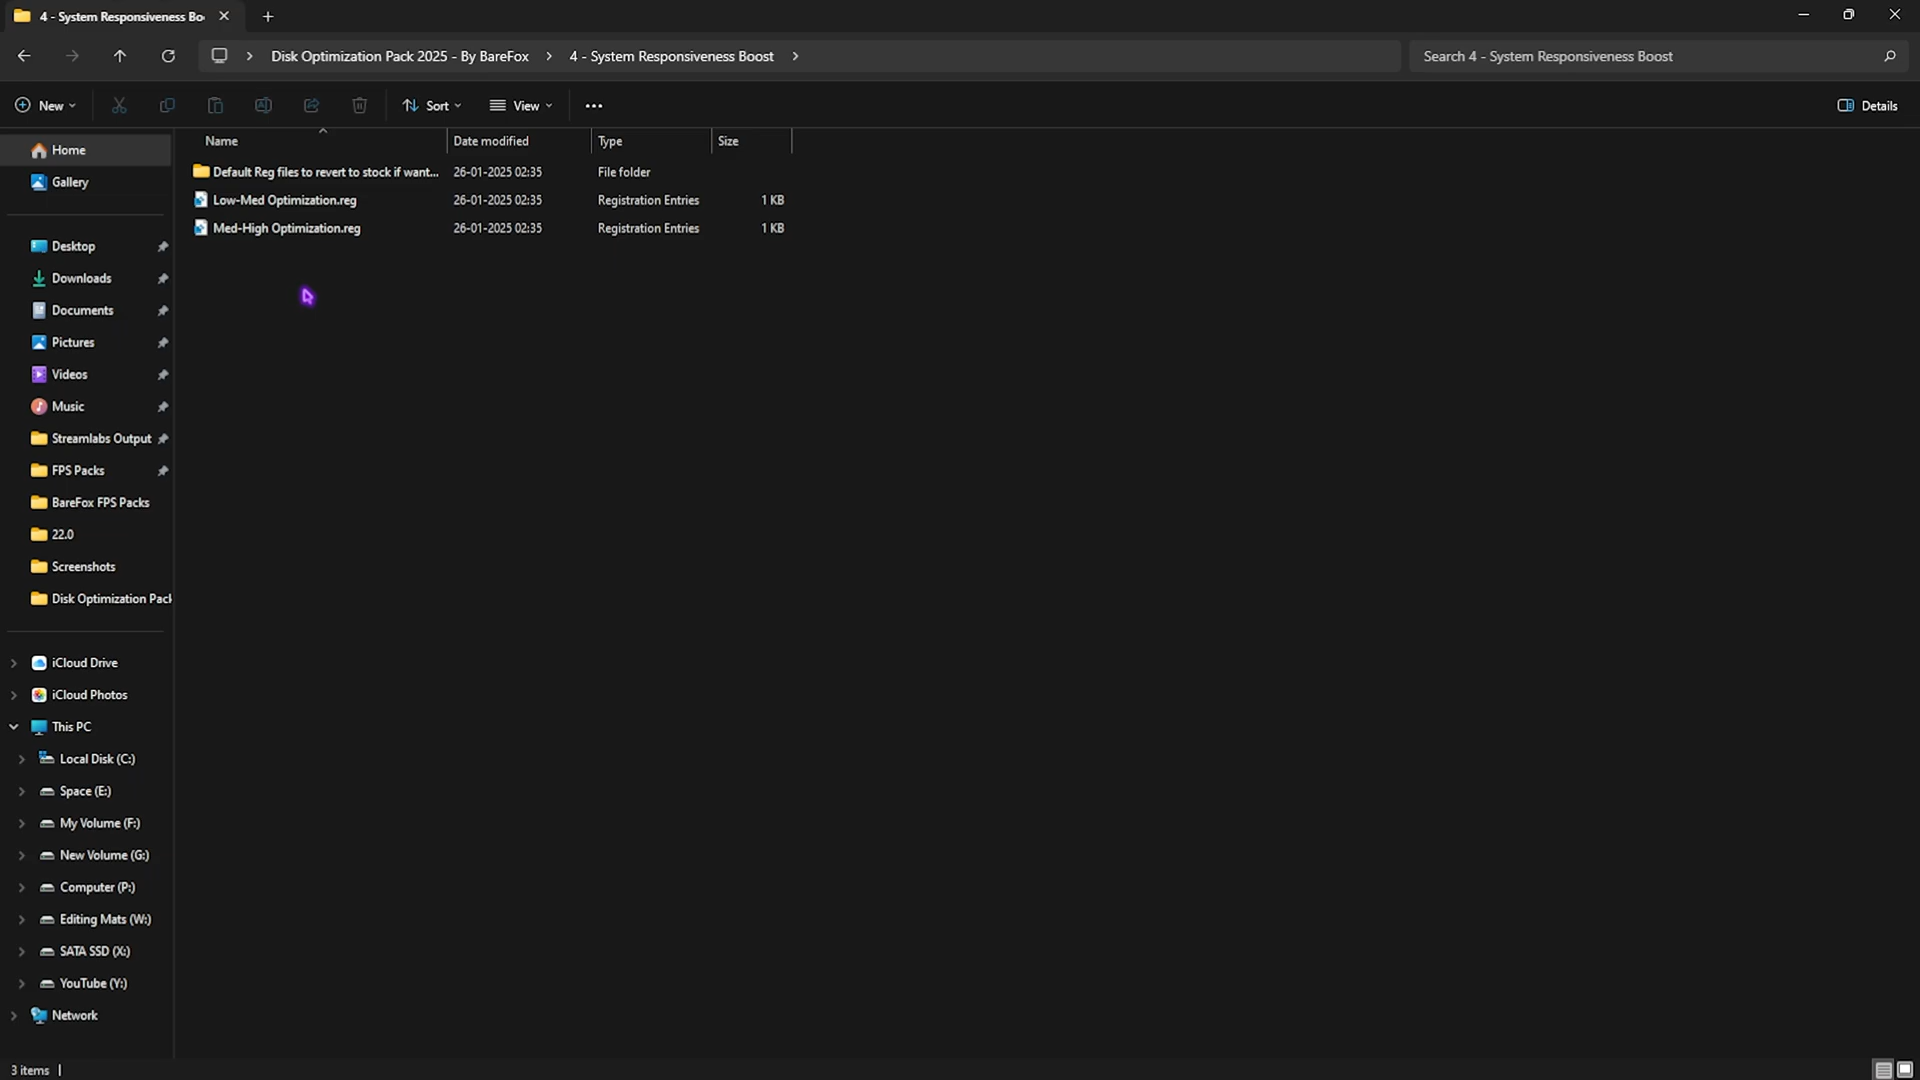 4 - System Responsiveness Bo
Disk Optimization Pack 2025 - By BareFox
4 - System Responsiveness Boost
Search 4 - System Responsiveness Boost
New
Sort
View
Details
Name
Date modified
Type
Size
Default Reg files to revert to stock if want... 26-01-2025 02:35 File folder
Low-Med Optimization.reg 26-01-2025 02:35 Registration Entries 1 KB
Med-High Optimization.reg 26-01-2025 02:35 Registration Entries 1 KB
Home
Gallery
Desktop
Downloads
Documents
Pictures
Videos
Music
Streamlabs Output
FPS Packs
BareFox FPS Packs
22.0
Screenshots
Disk Optimization Pack
iCloud Drive
iCloud Photos
This PC
Local Disk (C:)
Space (E:)
My Volume (F:)
New Volume (G:)
Computer (P:)
Editing Mats (W:)
SATA SSD (X:)
YouTube (Y:)
Network
3 items